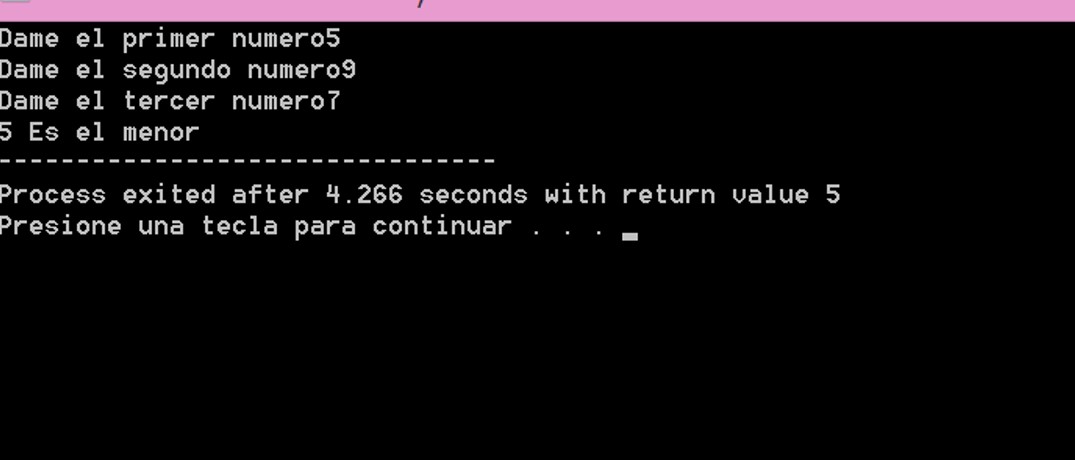 Dame el primer numero5
Dame el segundo numero9
Dame el tercer numero7
5 Es el menor
--------------------------------
Process exited after 4.266 seconds with return value 5
Presione una tecla para continuar . . .